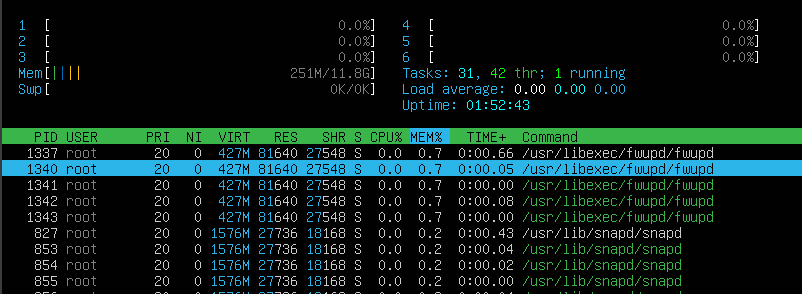 1 [ 0.0%] 4 [ 0.0%]
2 [ 0.0%] 5 [ 0.0%]
3 [ 0.0%] 6 [ 0.0%]
Mem[|||| 251M/11.8G] Tasks: 31, 42 thr; 1 running
Swp[ 0K/0K] Load average: 0.00 0.00 0.00
Uptime: 01:52:43
PID USER PRI NI VIRT RES SHR S CPU% MEM% TIME+ Command
1337 root 20 0 427M 81640 27548 S 0.0 0.7 0:00.66 /usr/libexec/fwupd/fwupd
1340 root 20 0 427M 81640 27548 S 0.0 0.7 0:00.05 /usr/libexec/fwupd/fwupd
1341 root 20 0 427M 81640 27548 S 0.0 0.7 0:00.00 /usr/libexec/fwupd/fwupd
1342 root 20 0 427M 81640 27548 S 0.0 0.7 0:00.08 /usr/libexec/fwupd/fwupd
1343 root 20 0 427M 81640 27548 S 0.0 0.7 0:00.00 /usr/libexec/fwupd/fwupd
827 root 20 0 1576M 27736 18168 S 0.0 0.2 0:00.43 /usr/lib/snapd/snapd
853 root 20 0 1576M 27736 18168 S 0.0 0.2 0:00.04 /usr/lib/snapd/snapd
854 root 20 0 1576M 27736 18168 S 0.0 0.2 0:00.02 /usr/lib/snapd/snapd
855 root 20 0 1576M 27736 18168 S 0.0 0.2 0:00.00 /usr/lib/snapd/snapd